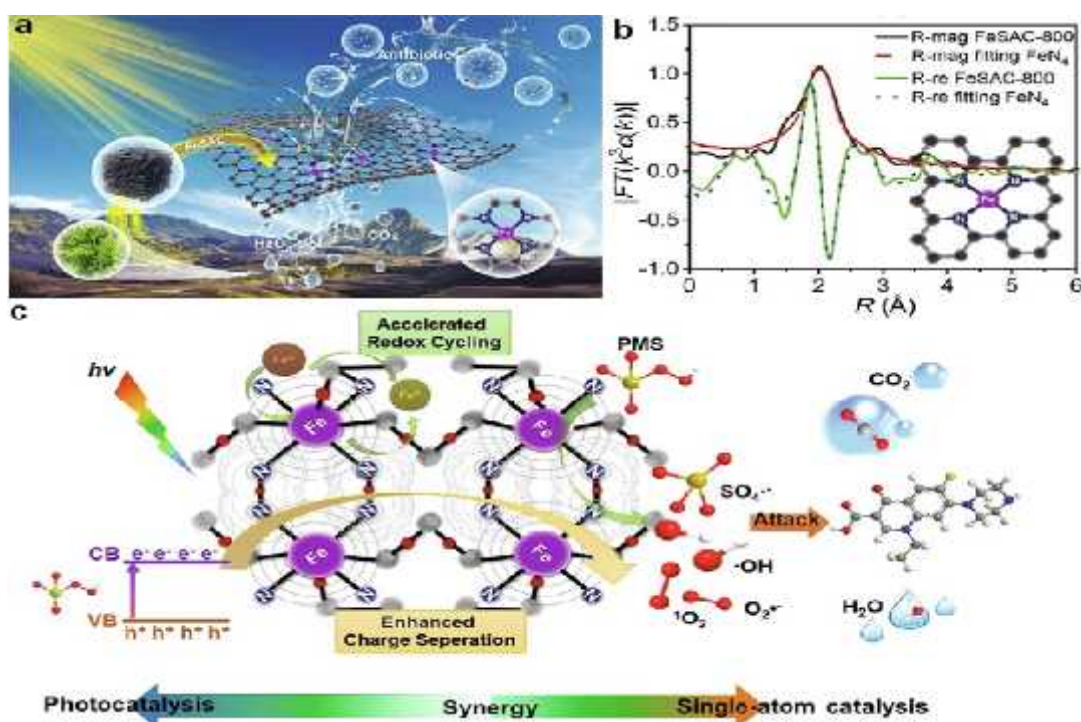 a
Antibiotic
H₂O
CO₂
b
R-mag FeSAC-800
R-mag fitting FeN₄
R-re FeSAC-800
R-re fitting FeN₄
|FT(k³α(k))|
1.5
1.0
0.5
0.0
-0.5
-1.0
N N
Fe
N N
0 1 2 3 4 5 6
R (Å)
c
Accelerated
Redox Cycling
PMS
hν
CO₂
N N N N
Fe Fe
N N N N
SO₄·⁻
Attack
N N N N
Fe Fe
N N N N
CB e⁻ e⁻ e⁻ e⁻
·OH
VB h⁺ h⁺ h⁺ h⁺
¹O₂
O₂•⁻
H₂O
Enhanced
Charge Seperation
Photocatalysis
Synergy
Single-atom catalysis